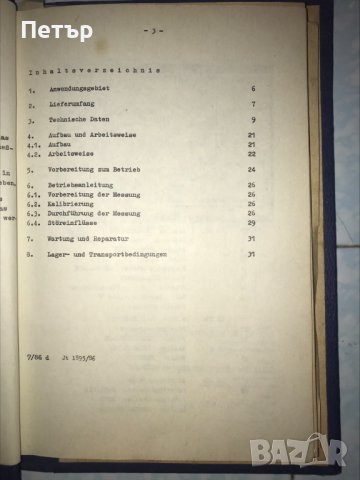 Петър
- 3 -
Inhaltsverzeichnis
1. Anwendungsgebiet 6
2. Lieferumfang 7
3. Technische Daten 9
4. Aufbau und Arbeitsweise 21
4.1. Aufbau 21
4.2. Arbeitsweise 22
5. Vorbereitung zum Betrieb 24
6. Betriebsanleitung 26
6.1. Vorbereitung der Messung 26
6.2. Kalibrierung 26
6.3. Durchführung der Messung 26
6.4. Störeinflüsse 29
7. Wartung und Reparatur 31
8. Lager- und Transportbedingungen 31
7/86 d Jt 1895/86
BAZAR